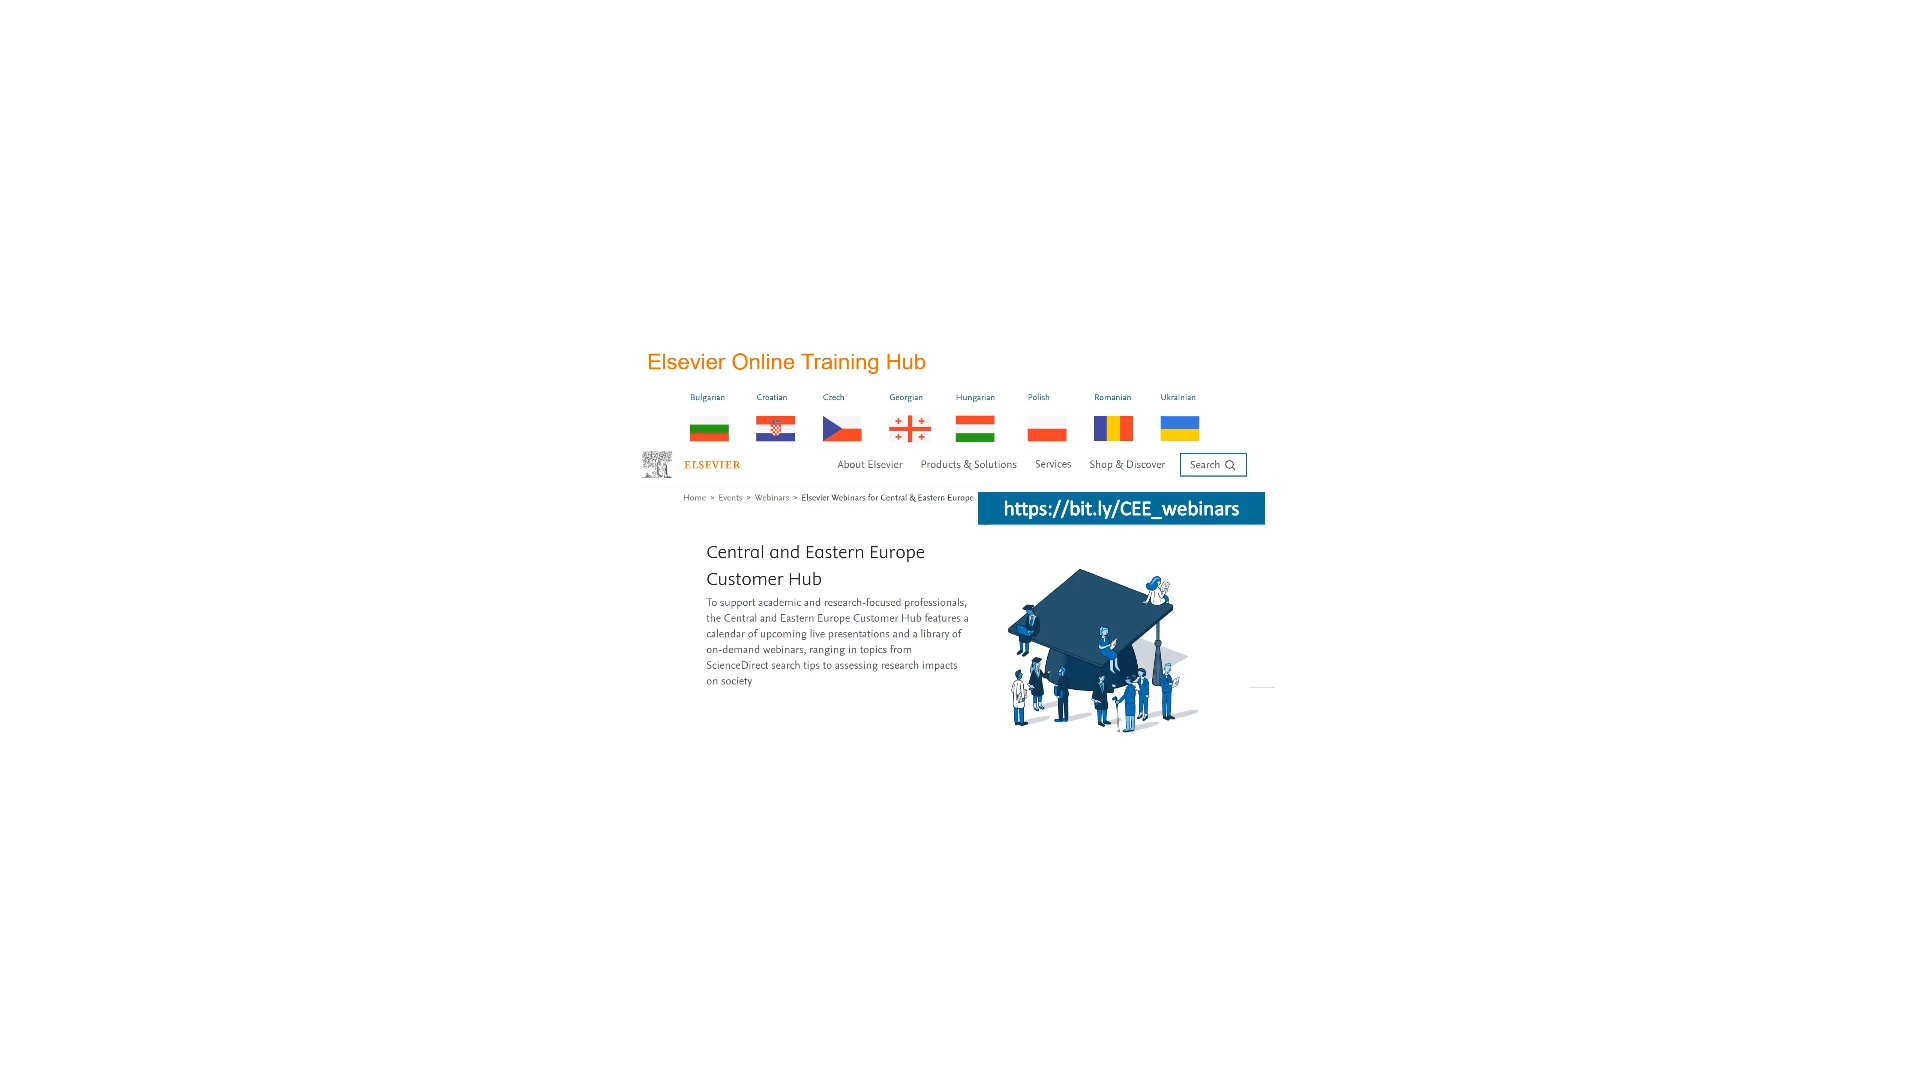 Elsevier Online Training Hub
Bulgarian Croatian Czech Georgian Hungarian Polish Romanian Ukrainian
ELSEVIER About Elsevier Products & Solutions Services Shop & Discover Search
Home > Events > Webinars > Elsevier Webinars for Central & Eastern Europe
https://bit.ly/CEE_webinars
Central and Eastern Europe
Customer Hub
To support academic and research-focused professionals,
the Central and Eastern Europe Customer Hub features a
calendar of upcoming live presentations and a library of
on-demand webinars, ranging in topics from
ScienceDirect search tips to assessing research impacts
on society